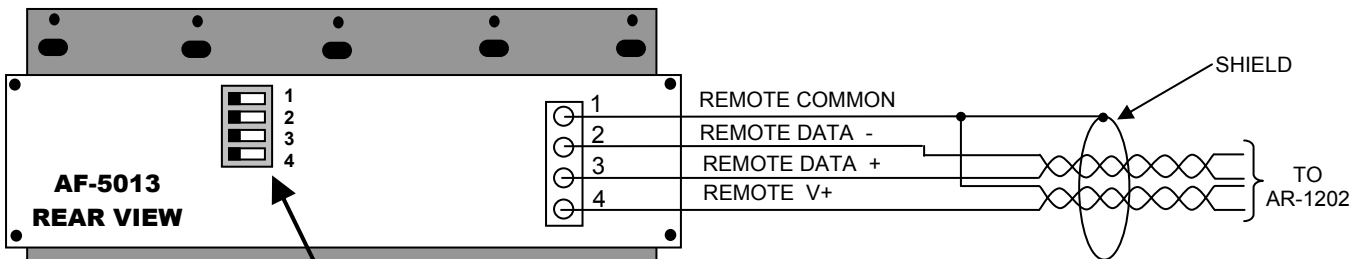 SHIELD
1
2
3
4
1 REMOTE COMMON
2 REMOTE DATA -
3 REMOTE DATA +
4 REMOTE V+
AF-5013
REAR VIEW
TO
AR-1202